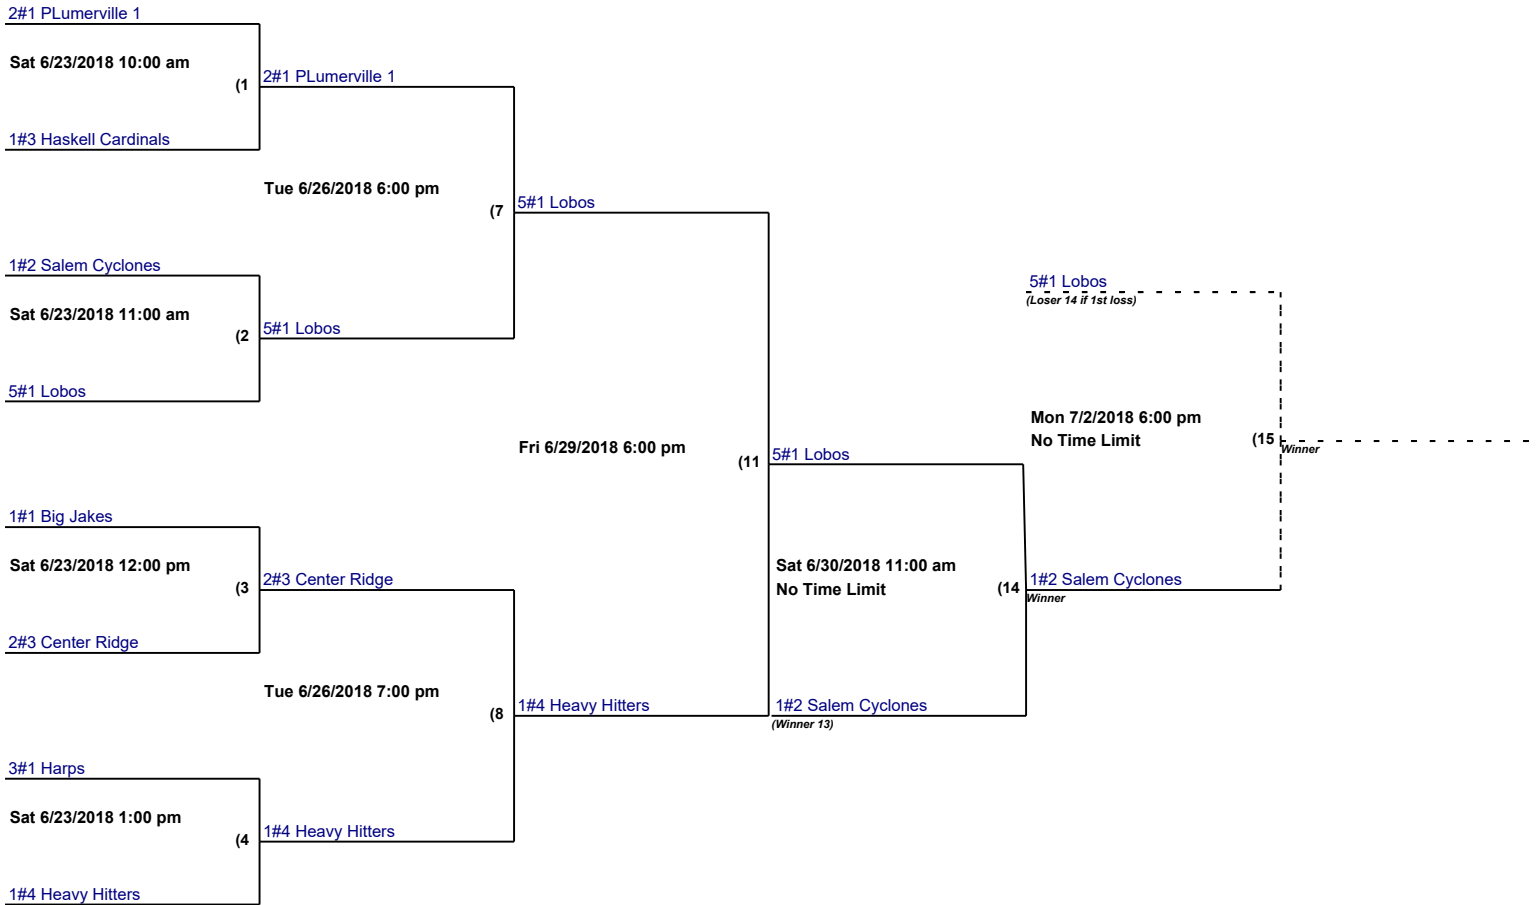 2#1 PLumerville 1
Sat 6/23/2018 10:00 am
(1
2#1 PLumerville 1
1#3 Haskell Cardinals
Tue 6/26/2018 6:00 pm
(7
5#1 Lobos
1#2 Salem Cyclones
Sat 6/23/2018 11:00 am
(2
5#1 Lobos
5#1 Lobos
5#1 Lobos
(Loser 14 if 1st loss)
Mon 7/2/2018 6:00 pm
No Time Limit
(15
Winner
Fri 6/29/2018 6:00 pm
(11
5#1 Lobos
1#1 Big Jakes
Sat 6/23/2018 12:00 pm
(3
2#3 Center Ridge
2#3 Center Ridge
Sat 6/30/2018 11:00 am
No Time Limit
(14
1#2 Salem Cyclones
Winner
Tue 6/26/2018 7:00 pm
(8
1#4 Heavy Hitters
1#2 Salem Cyclones
(Winner 13)
3#1 Harps
Sat 6/23/2018 1:00 pm
(4
1#4 Heavy Hitters
1#4 Heavy Hitters